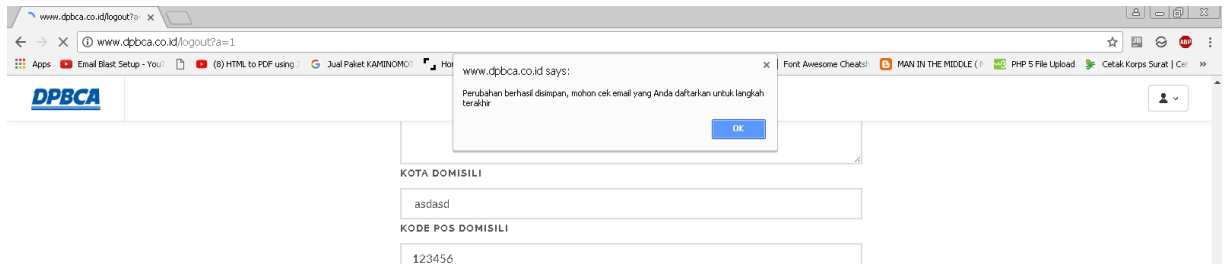 www.dpbca.co.id/logout?a=
www.dpbca.co.id/logout?a=1
ABP
Apps Email Blast Setup - YouT (8) HTML to PDF using J Jual Paket KAMINOMOT Hor Font Awesome Cheatsh MAN IN THE MIDDLE ( PHP 5 File Upload Cetak Korps Surat | Cet
www.dpbca.co.id says:
Perubahan berhasil disimpan, mohon cek email yang Anda daftarkan untuk langkah
terakhir
OK
DPBCA
KOTA DOMISILI
asdasd
KODE POS DOMISILI
123456